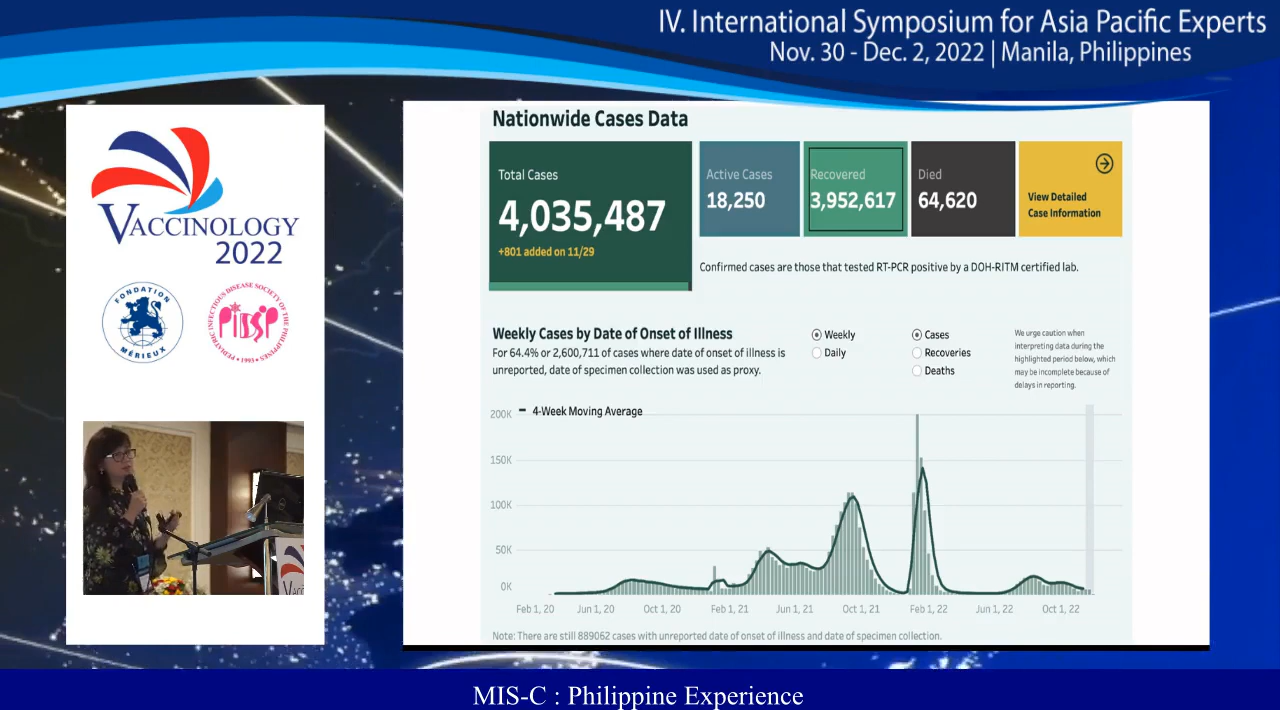 IV. International Symposium for Asia Pacific Experts
Nov. 30 - Dec. 2, 2022 | Manila, Philippines
VACCINOLOGY
2022
FONDATION
MÉRIEUX
PEDIATRIC INFECTIOUS DISEASE SOCIETY OF THE PHILIPPINES
PIDSP
• 1993 •
Nationwide Cases Data
Total Cases
4,035,487
+801 added on 11/29
Active Cases
18,250
Recovered
3,952,617
Died
64,620
View Detailed
Case Information
Confirmed cases are those that tested RT-PCR positive by a DOH-RITM certified lab.
Weekly Cases by Date of Onset of Illness
For 64.4% or 2,600,711 of cases where date of onset of illness is
unreported, date of specimen collection was used as proxy.
Weekly
Daily
Cases
Recoveries
Deaths
We urge caution when
interpreting data during the
highlighted period below, which
may be incomplete because of
delays in reporting.
4-Week Moving Average
200K
150K
100K
50K
0K
Feb 1, 20 Jun 1, 20 Oct 1, 20 Feb 1, 21 Jun 1, 21 Oct 1, 21 Feb 1, 22 Jun 1, 22 Oct 1, 22
Note: There are still 889062 cases with unreported date of onset of illness and date of specimen collection.
MIS-C : Philippine Experience